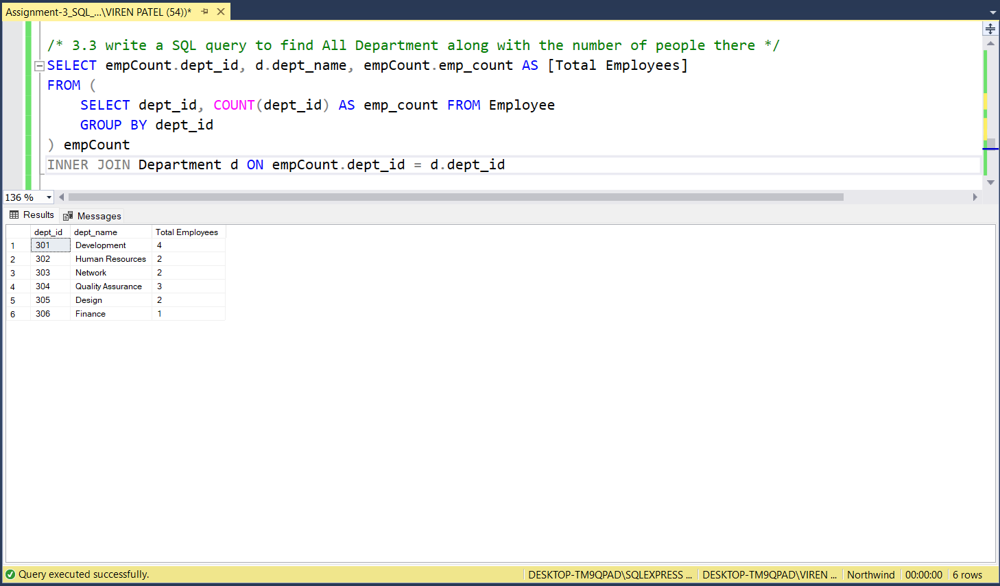 Assignment-3_SQL_...\VIREN PATEL (54))*
/* 3.3 write a SQL query to find All Department along with the number of people there */
SELECT empCount.dept_id, d.dept_name, empCount.emp_count AS [Total Employees]
FROM (
SELECT dept_id, COUNT(dept_id) AS emp_count FROM Employee
GROUP BY dept_id
) empCount
INNER JOIN Department d ON empCount.dept_id = d.dept_id
136 %
Results Messages
dept_id dept_name Total Employees
1 301 Development 4
2 302 Human Resources 2
3 303 Network 2
4 304 Quality Assurance 3
5 305 Design 2
6 306 Finance 1
Query executed successfully. DESKTOP-TM9QPAD\SQLEXPRESS ... DESKTOP-TM9QPAD\VIREN ... Northwind 00:00:00 6 rows